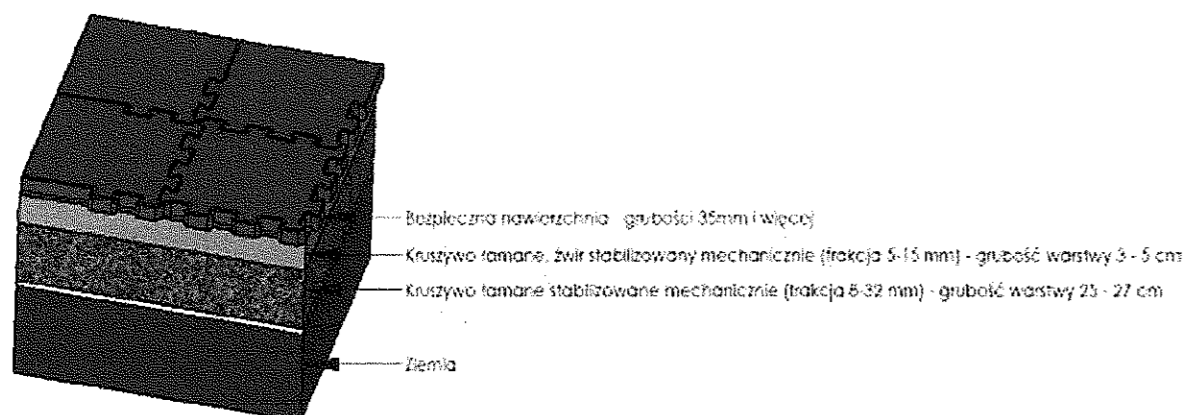 Bezpieczna nawierzchnia - grubości 35mm i więcej
Kruszywo łamane, żwir stabilizowany mechanicznie (frakcja 5-15 mm) - grubość warstwy 3 - 5 cm
Kruszywo łamane stabilizowane mechanicznie (frakcja 8-32 mm) - grubość warstwy 25 - 27 cm
Ziemia